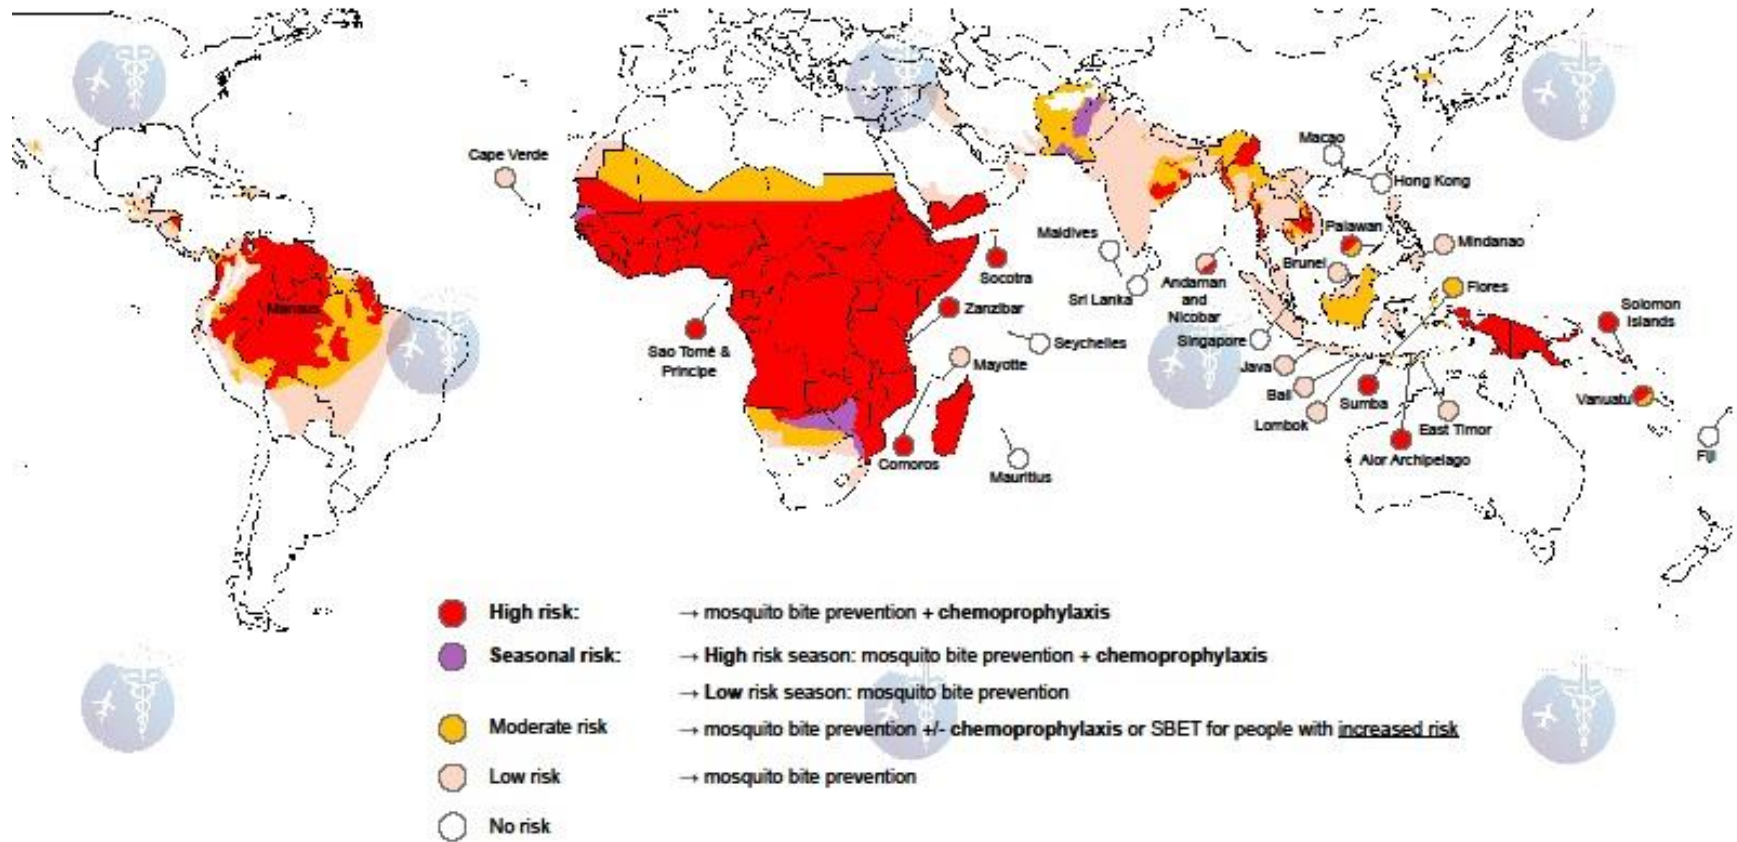 Macao
Cape Verde
Hong Kong
Palawan
Maldives
Mindanao
Brunei
Socotra
Sri Lanka
Andaman
and
Nicobar
Flores
Manaus
Zanzibar
Solomon
Islands
Singapore
Seychelles
Sao Tomé &
Principe
Mayotte
Java
Bali
Sumba
Vanuatu
Lombok
East Timor
Comoros
Alor Archipelago
Fiji
Mauritius
High risk: → mosquito bite prevention + chemoprophylaxis
Seasonal risk: → High risk season: mosquito bite prevention + chemoprophylaxis
→ Low risk season: mosquito bite prevention
Moderate risk → mosquito bite prevention +/- chemoprophylaxis or SBET for people with increased risk
Low risk → mosquito bite prevention
No risk